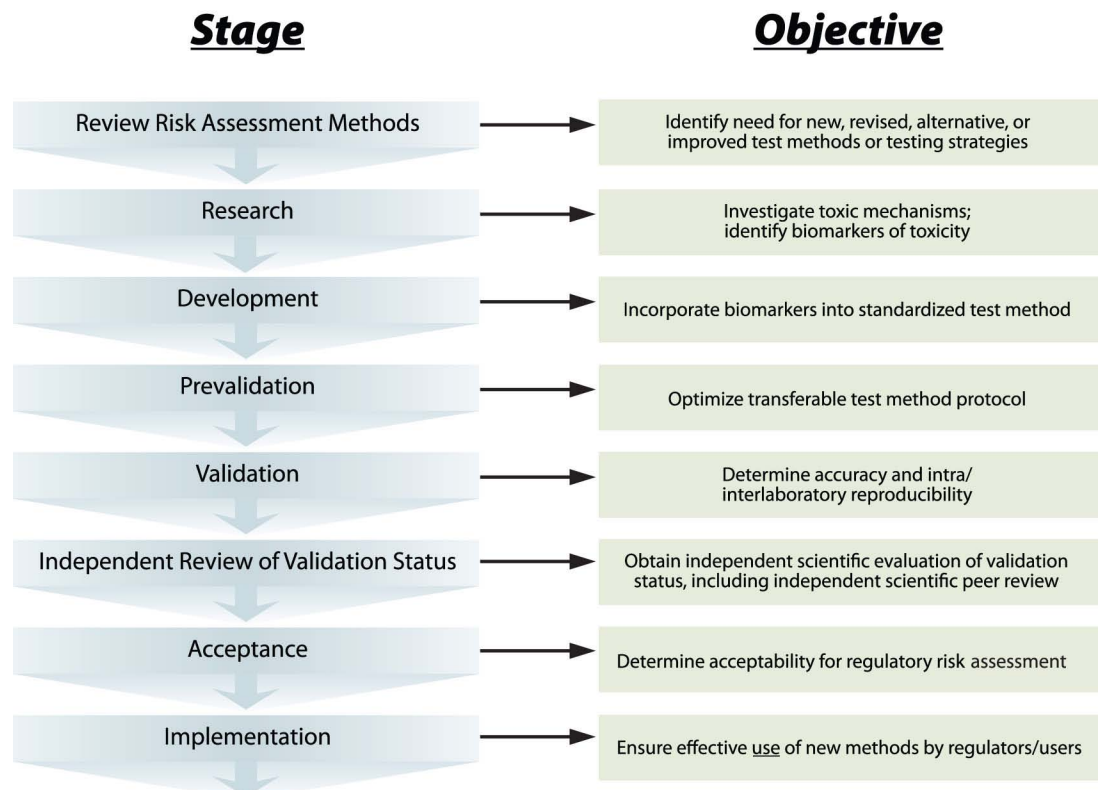 Stage
Objective
Review Risk Assessment Methods
Identify need for new, revised, alternative, or
improved test methods or testing strategies
Research
Investigate toxic mechanisms;
identify biomarkers of toxicity
Development
Incorporate biomarkers into standardized test method
Prevalidation
Optimize transferable test method protocol
Validation
Determine accuracy and intra/
interlaboratory reproducibility
Independent Review of Validation Status
Obtain independent scientific evaluation of validation
status, including independent scientific peer review
Acceptance
Determine acceptability for regulatory risk assessment
Implementation
Ensure effective use of new methods by regulators/users